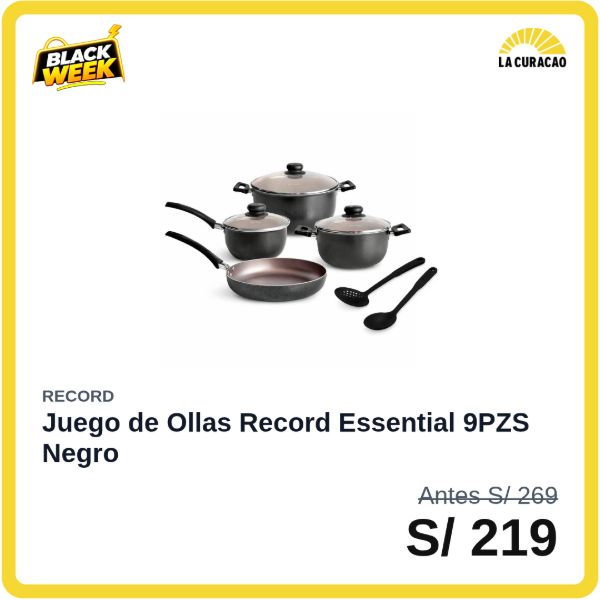 BLACK
WEEK
LA CURACAO
RECORD
Juego de Ollas Record Essential 9PZS
Negro
Antes S/ 269
S/ 219